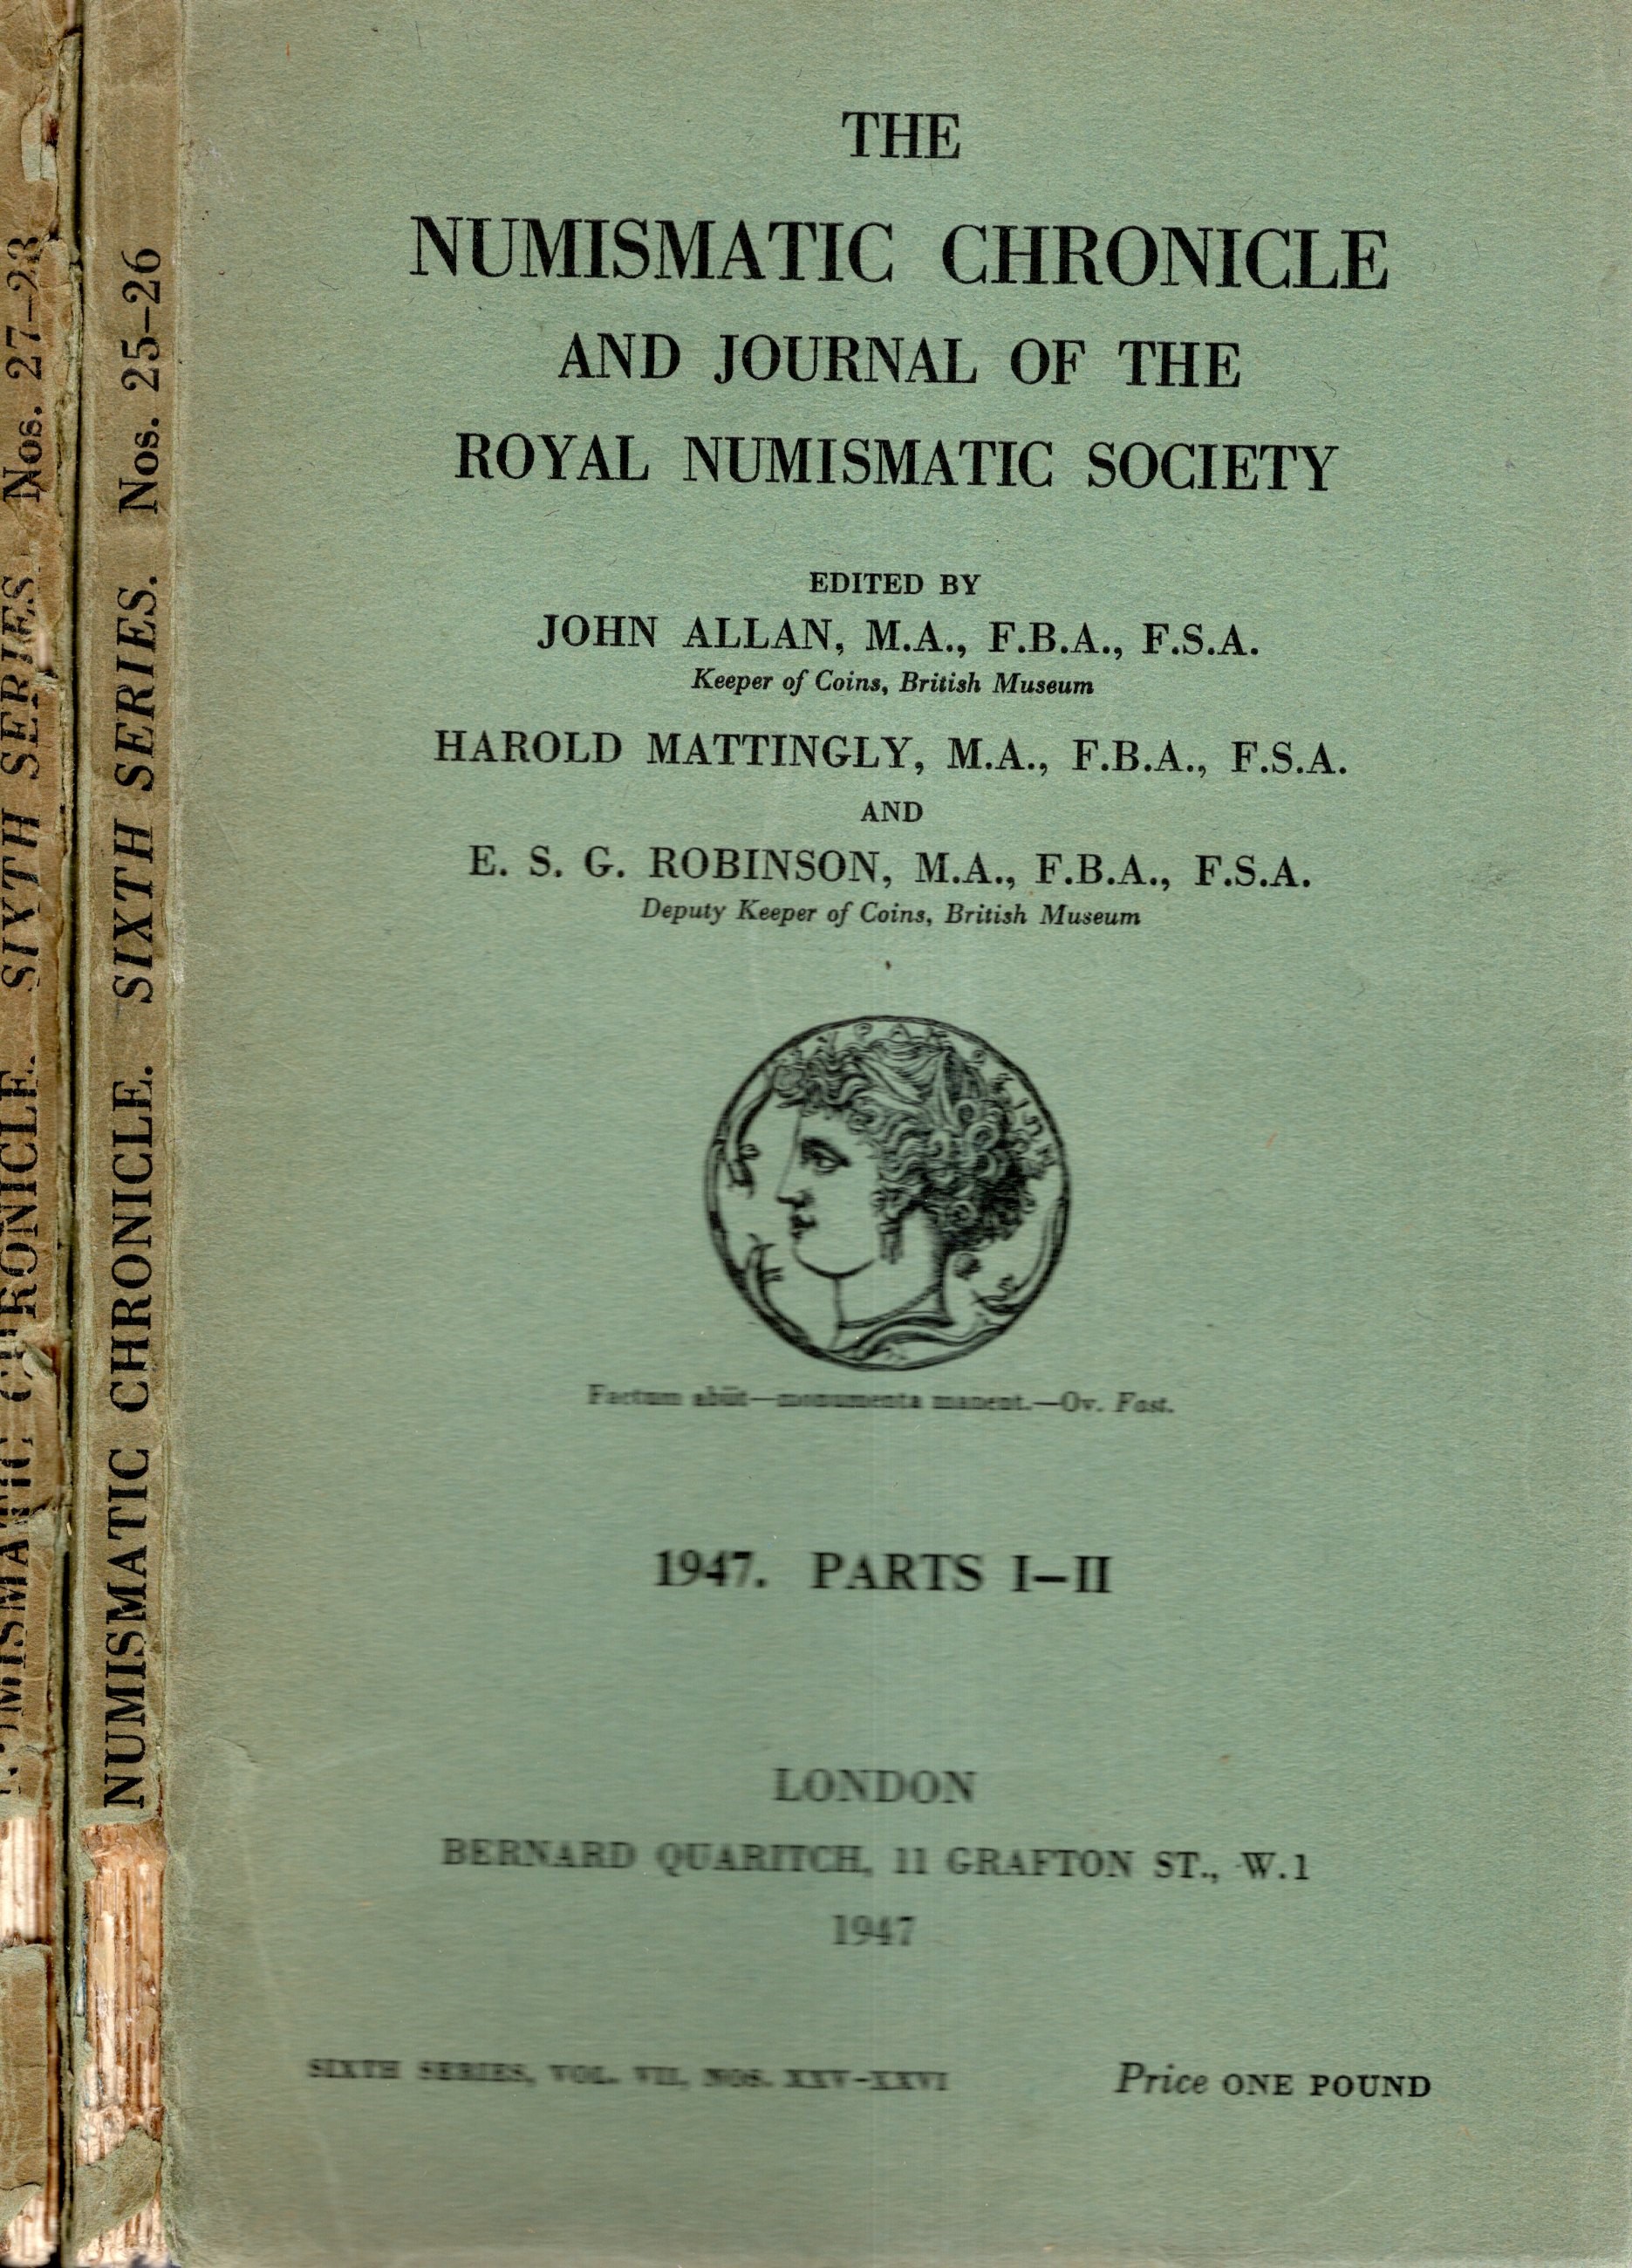 THE
NUMISMATIC CHRONICLE
AND JOURNAL OF THE
ROYAL NUMISMATIC SOCIETY
EDITED BY
JOHN ALLAN, M.A., F.B.A., F.S.A.
Keeper of Coins, British Museum
HAROLD MATTINGLY, M.A., F.B.A., F.S.A.
AND
E. S. G. ROBINSON, M.A., F.B.A., F.S.A.
Deputy Keeper of Coins, British Museum
Factum abiit—monumenta manent.—Ov. Fast.
1947. PARTS I–II
LONDON
BERNARD QUARITCH, 11 GRAFTON ST., W.1
1947
SIXTH SERIES, VOL. VII, NOS. XXV–XXVI
Price ONE POUND
NUMISMATIC CHRONICLE. SIXTH SERIES. Nos. 25–26
NUMISMATIC CHRONICLE. SIXTH SERIES. Nos. 27–28